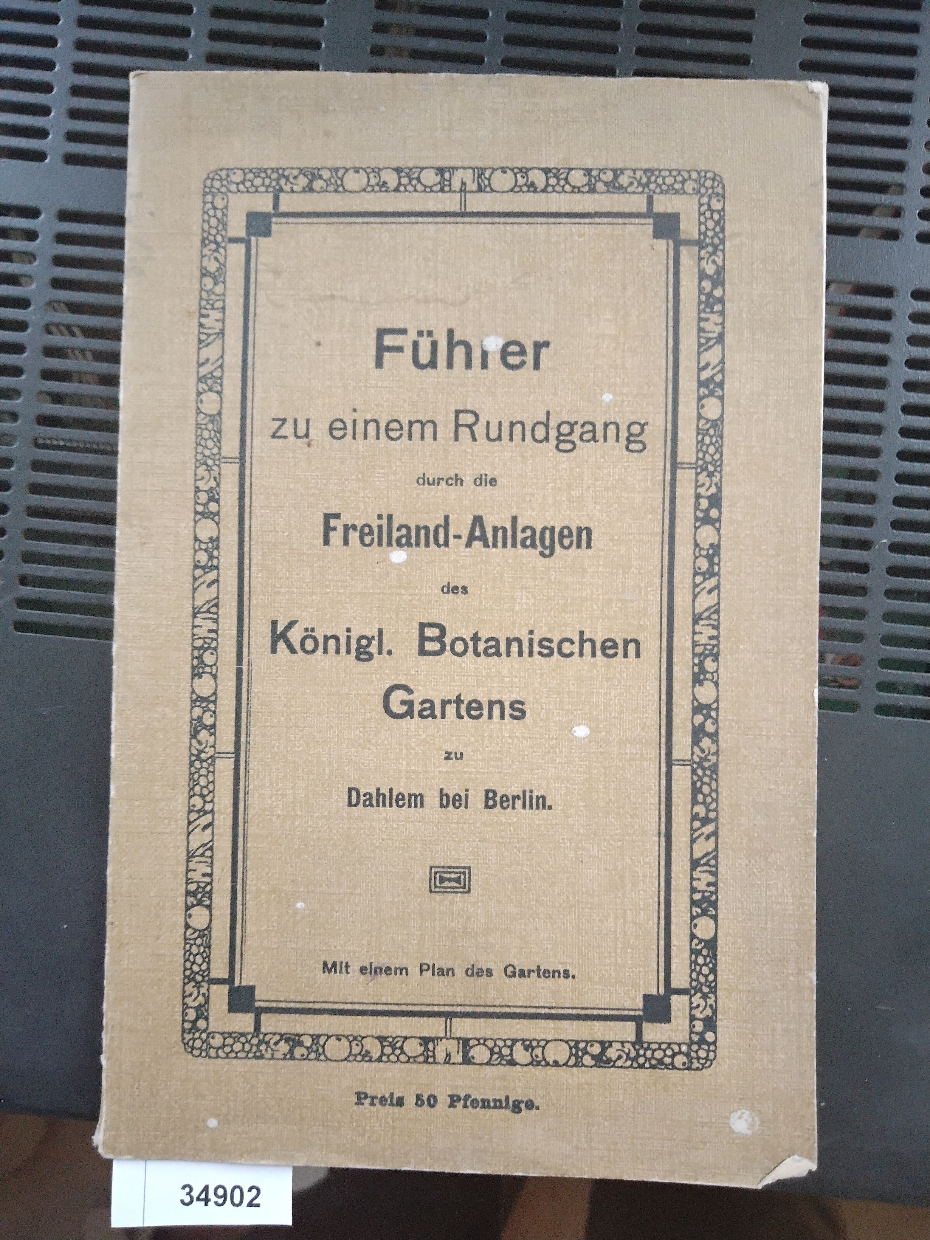 Führer
zu einem Rundgang
durch die
Freiland-Anlagen
des
Königl. Botanischen
Gartens
zu
Dahlem bei Berlin.
Mit einem Plan des Gartens.
Preis 50 Pfennige.
34902